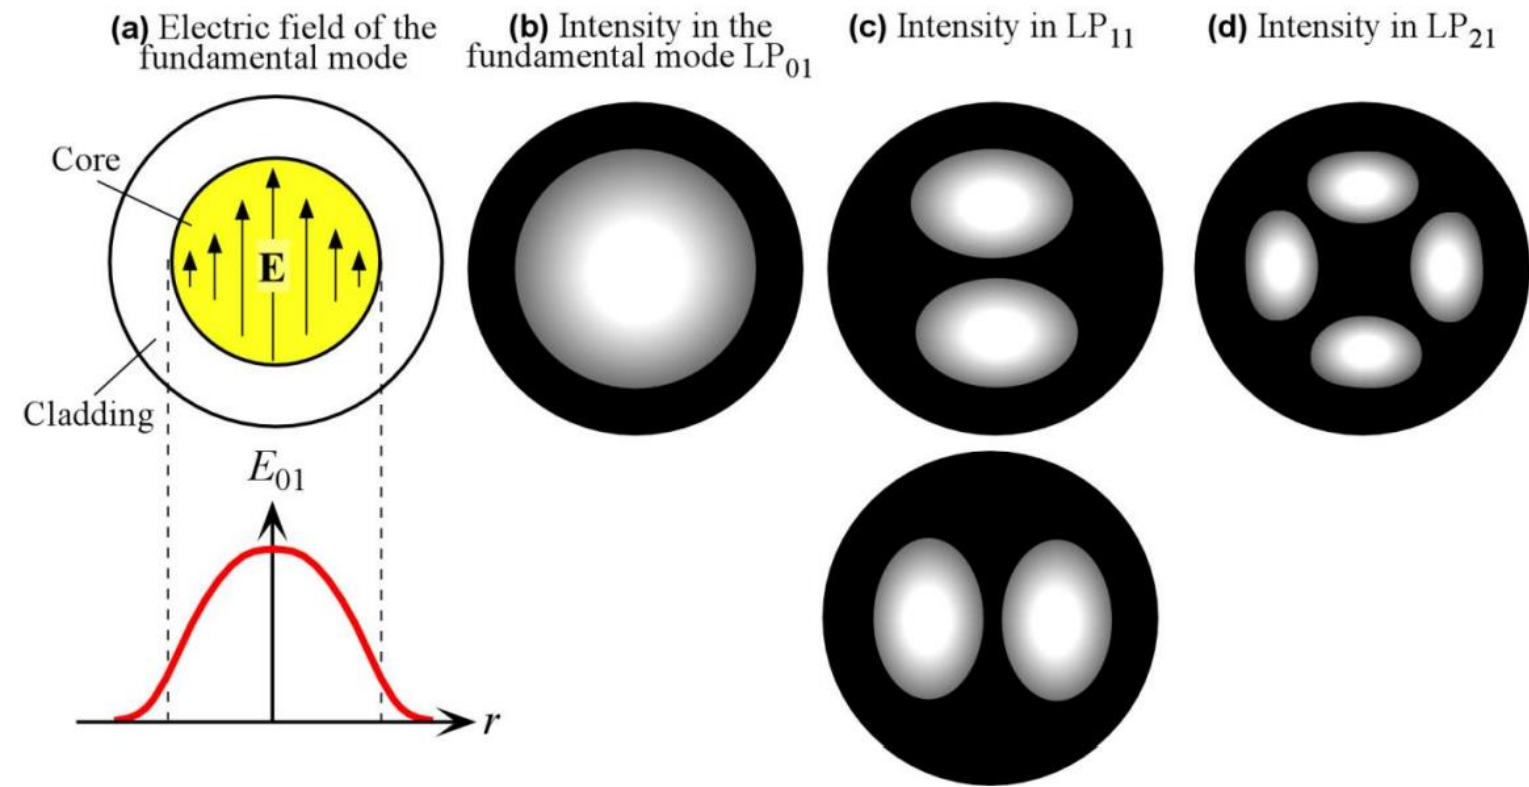 (a) Electric field of the
fundamental mode
(b) Intensity in the
fundamental mode LP01
(c) Intensity in LP11
(d) Intensity in LP21
Core
E
Cladding
E01
r